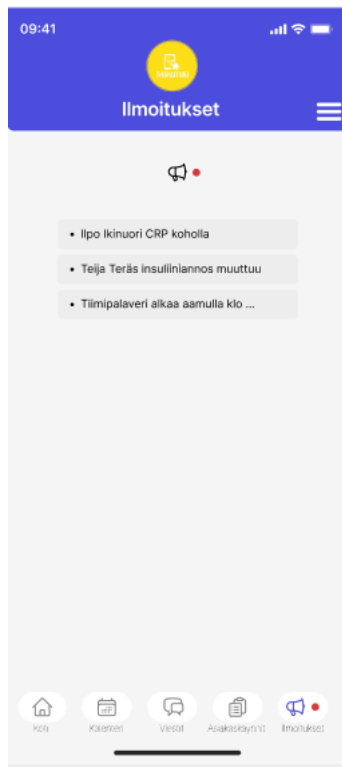 09:41
Ilmoitukset
• Ilpo Ikinuori CRP koholla
• Teija Teräs insuliiniannos muuttuu
• Tiimipalaveri alkaa aamulla klo ...
Koti
Kalenteri
Viestit
Asiakaskäynnit
Ilmoitukset